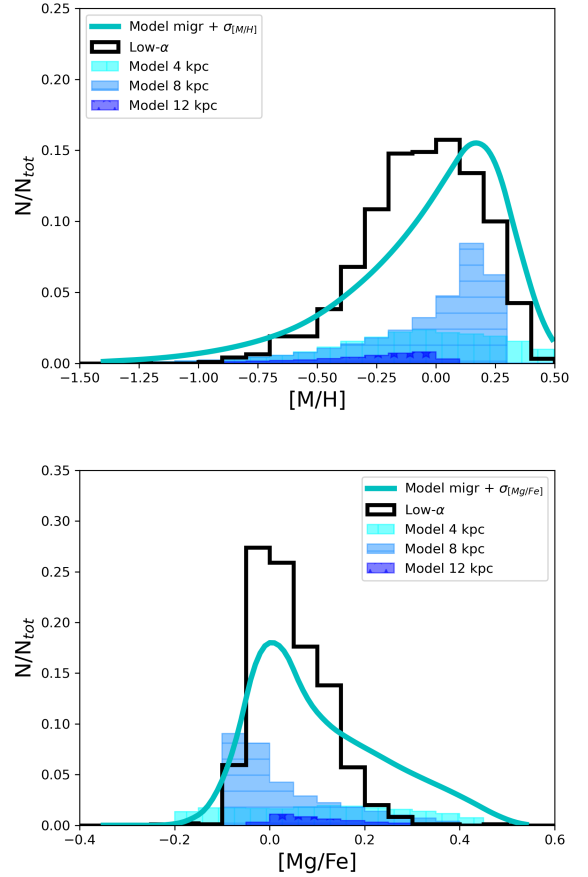 0.25
0.20
0.15
0.10
0.05
0.00
N/N_tot
Model migr + σ_[M/H]
Low-α
Model 4 kpc
Model 8 kpc
Model 12 kpc
−1.50 −1.25 −1.00 −0.75 −0.50 −0.25 0.00 0.25 0.50
[M/H]
0.35
0.30
0.25
0.20
0.15
0.10
0.05
0.00
N/N_tot
Model migr + σ_[Mg/Fe]
Low-α
Model 4 kpc
Model 8 kpc
Model 12 kpc
−0.4 −0.2 0.0 0.2 0.4 0.6
[Mg/Fe]